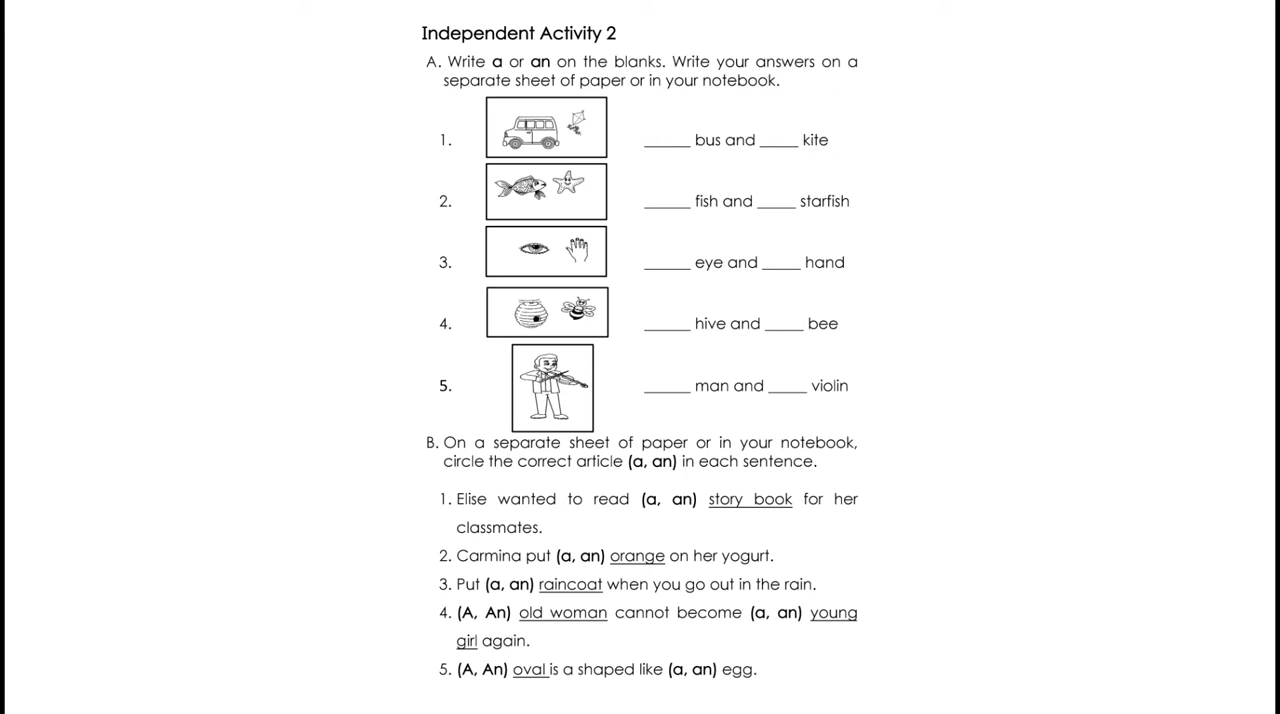 Independent Activity 2
A. Write a or an on the blanks. Write your answers on a
separate sheet of paper or in your notebook.
1. _____ bus and _____ kite
2. _____ fish and _____ starfish
3. _____ eye and _____ hand
4. _____ hive and _____ bee
5. _____ man and _____ violin
B. On a separate sheet of paper or in your notebook,
circle the correct article (a, an) in each sentence.
1. Elise wanted to read (a, an) story book for her
classmates.
2. Carmina put (a, an) orange on her yogurt.
3. Put (a, an) raincoat when you go out in the rain.
4. (A, An) old woman cannot become (a, an) young
girl again.
5. (A, An) oval is a shaped like (a, an) egg.